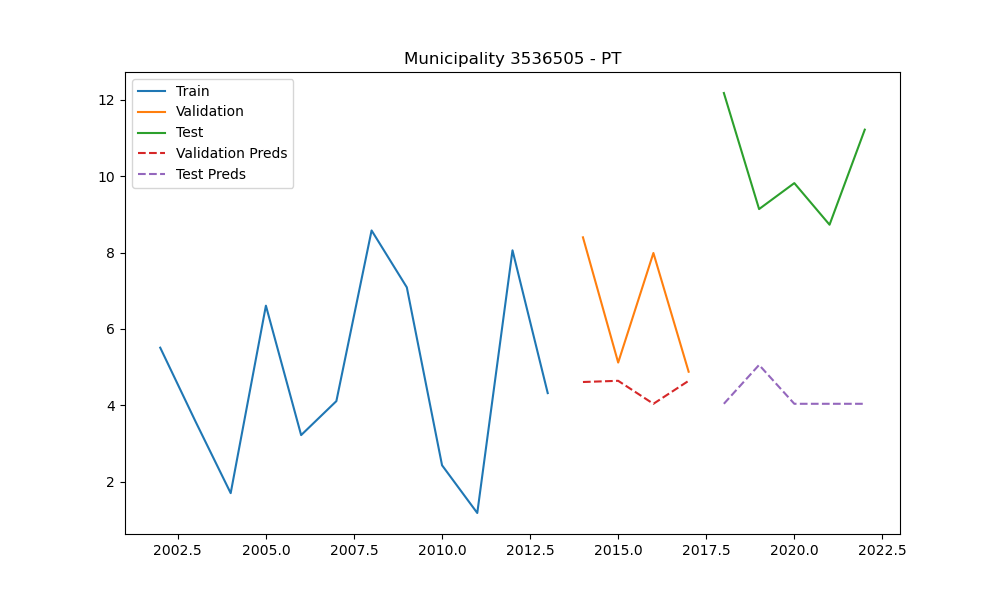 Municipality 3536505 - PT
Train
Validation
Test
Validation Preds
Test Preds
12
10
8
6
4
2
2002.5 2005.0 2007.5 2010.0 2012.5 2015.0 2017.5 2020.0 2022.5